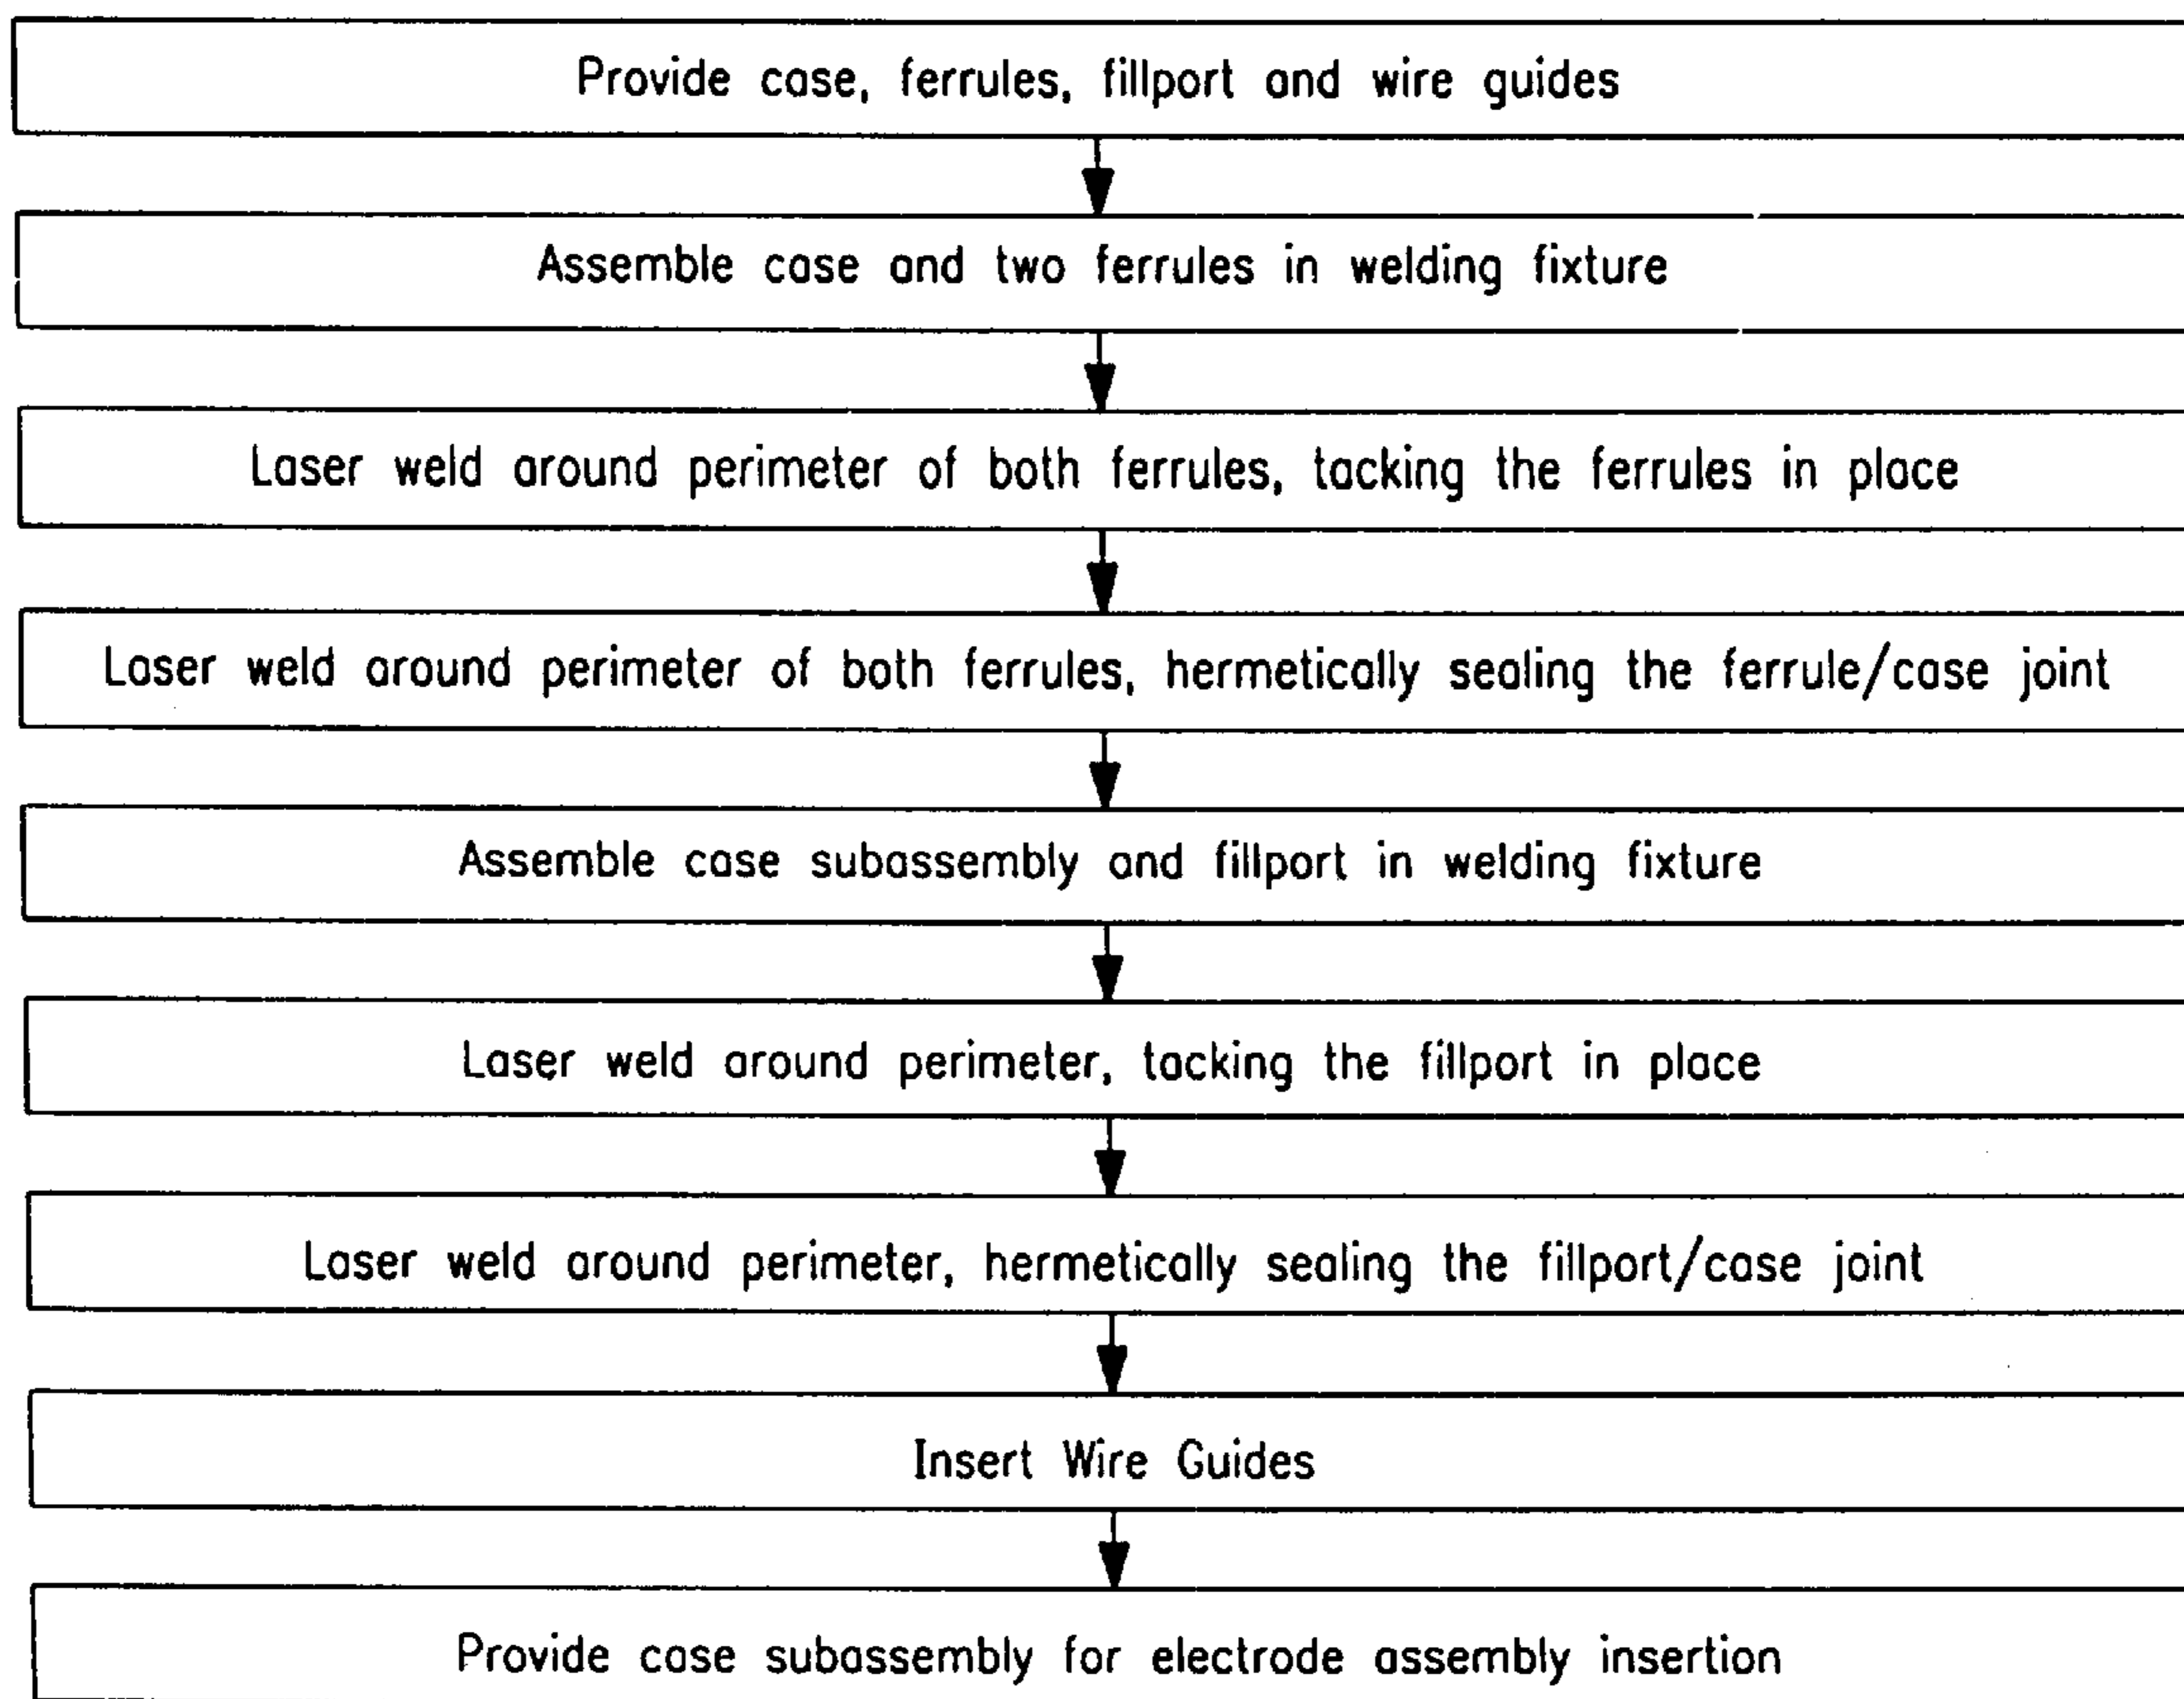 Provide case, ferrules, fillport and wire guides
Assemble case and two ferrules in welding fixture
Laser weld around perimeter of both ferrules, tacking the ferrules in place
Laser weld around perimeter of both ferrules, hermetically sealing the ferrule/case joint
Assemble case subassembly and fillport in welding fixture
Laser weld around perimeter, tacking the fillport in place
Laser weld around perimeter, hermetically sealing the fillport/case joint
Insert Wire Guides
Provide case subassembly for electrode assembly insertion